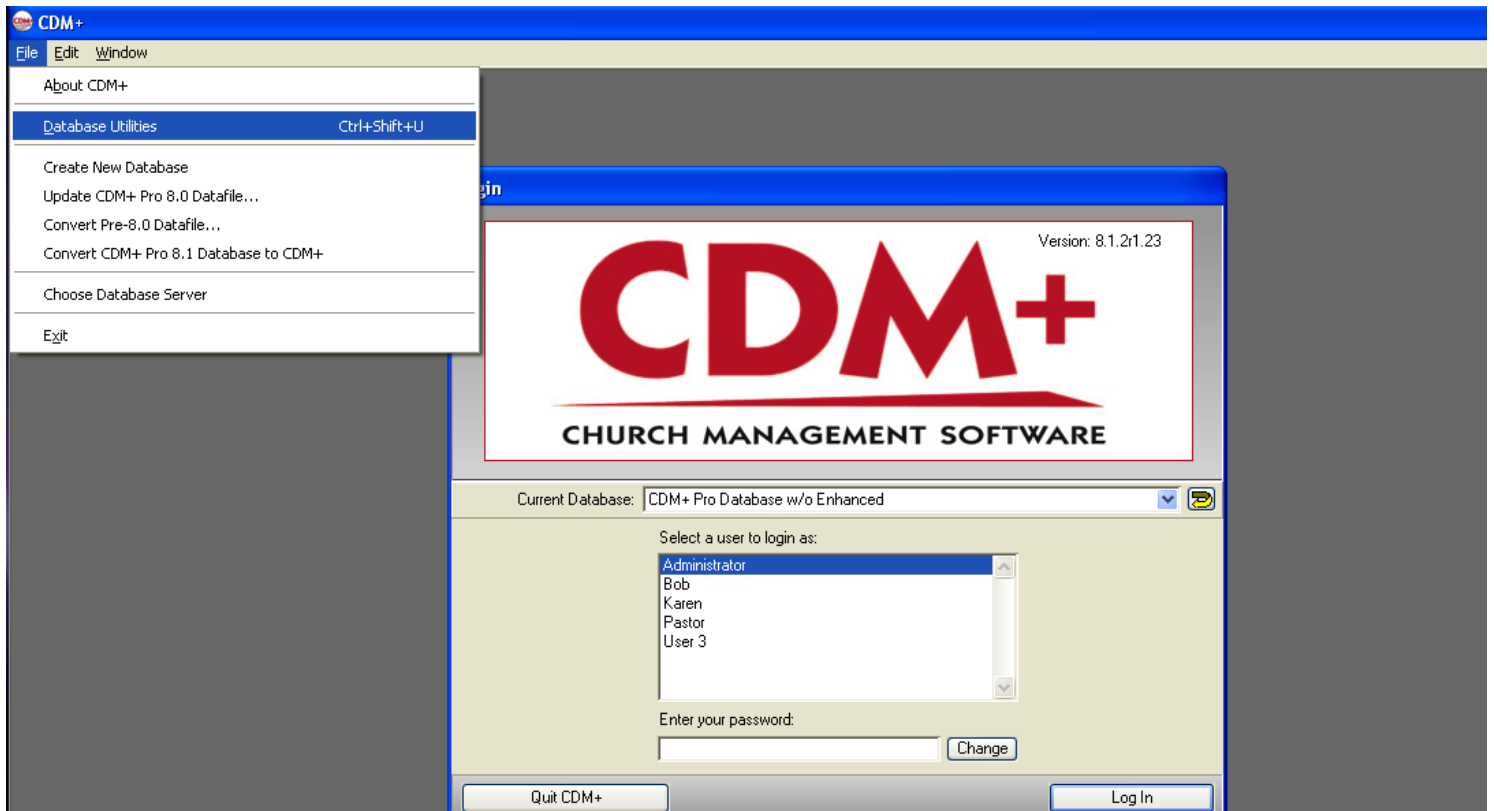 CDM+
File Edit Window
About CDM+
Database Utilities Ctrl+Shift+U
Create New Database
Update CDM+ Pro 8.0 Datafile...
Convert Pre-8.0 Datafile...
Convert CDM+ Pro 8.1 Database to CDM+
Choose Database Server
Exit
gin
Version: 8.1.2r1.23
CDM+
CHURCH MANAGEMENT SOFTWARE
Current Database: CDM+ Pro Database w/o Enhanced
Select a user to login as:
Administrator
Bob
Karen
Pastor
User 3
Enter your password:
Change
Quit CDM+ Log In